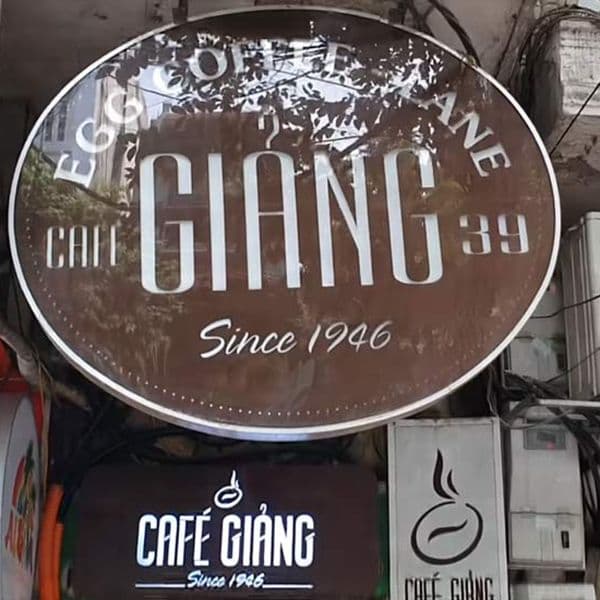 EGG COFFEE LANE
CAFE GIẢNG 39
Since 1946
CAFÉ GIẢNG
Since 1946
CAFÉ GIẢNG